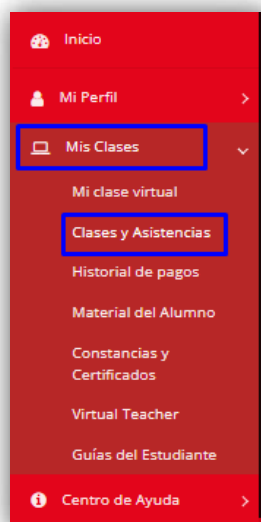 Inicio
Mi Perfil
Mis Clases
Mi clase virtual
Clases y Asistencias
Historial de pagos
Material del Alumno
Constancias y
Certificados
Virtual Teacher
Guías del Estudiante
Centro de Ayuda